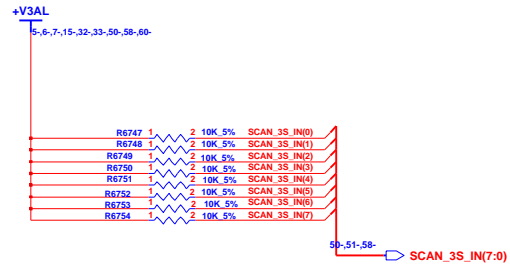 +V3AL
5-,6-,7-,15-,32-,33-,50-,58-,60-
R6747 1 2 10K_5% SCAN_3S_IN(0)
R6748 1 2 10K_5% SCAN_3S_IN(1)
R6749 1 2 10K_5% SCAN_3S_IN(2)
R6750 1 2 10K_5% SCAN_3S_IN(3)
R6751 1 2 10K_5% SCAN_3S_IN(4)
R6752 1 2 10K_5% SCAN_3S_IN(5)
R6753 1 2 10K_5% SCAN_3S_IN(6)
R6754 1 2 10K_5% SCAN_3S_IN(7)
50-,51-,58-
SCAN_3S_IN(7:0)